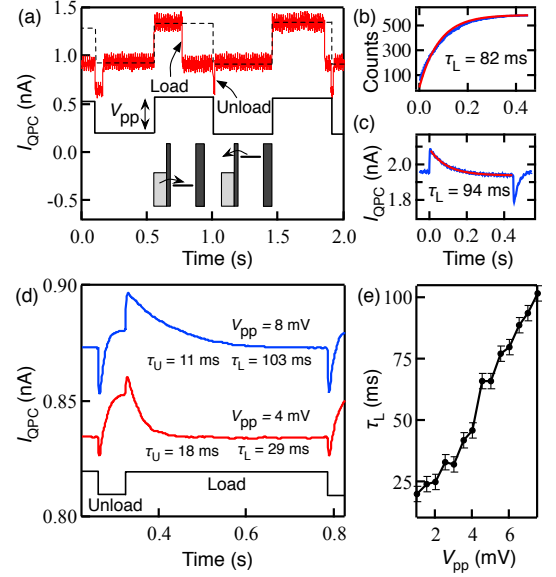 (a)
1.5
1.0
0.5
0.0
-0.5
I_QPC (nA)
V_pp
Load
Unload
0.0 0.5 1.0 1.5 2.0
Time (s)
(b)
500
300
100
Counts
τ_L = 82 ms
0.0 0.2 0.4
(c)
2.0
1.8
I_QPC (nA)
τ_L = 94 ms
0.0 0.2 0.4
Time (s)
(d)
0.90
0.85
0.80
I_QPC (nA)
V_pp = 8 mV
τ_U = 11 ms τ_L = 103 ms
V_pp = 4 mV
τ_U = 18 ms τ_L = 29 ms
Unload Load
0.4 0.6 0.8
Time (s)
(e)
100
75
50
25
τ_L (ms)
2 4 6
V_pp (mV)